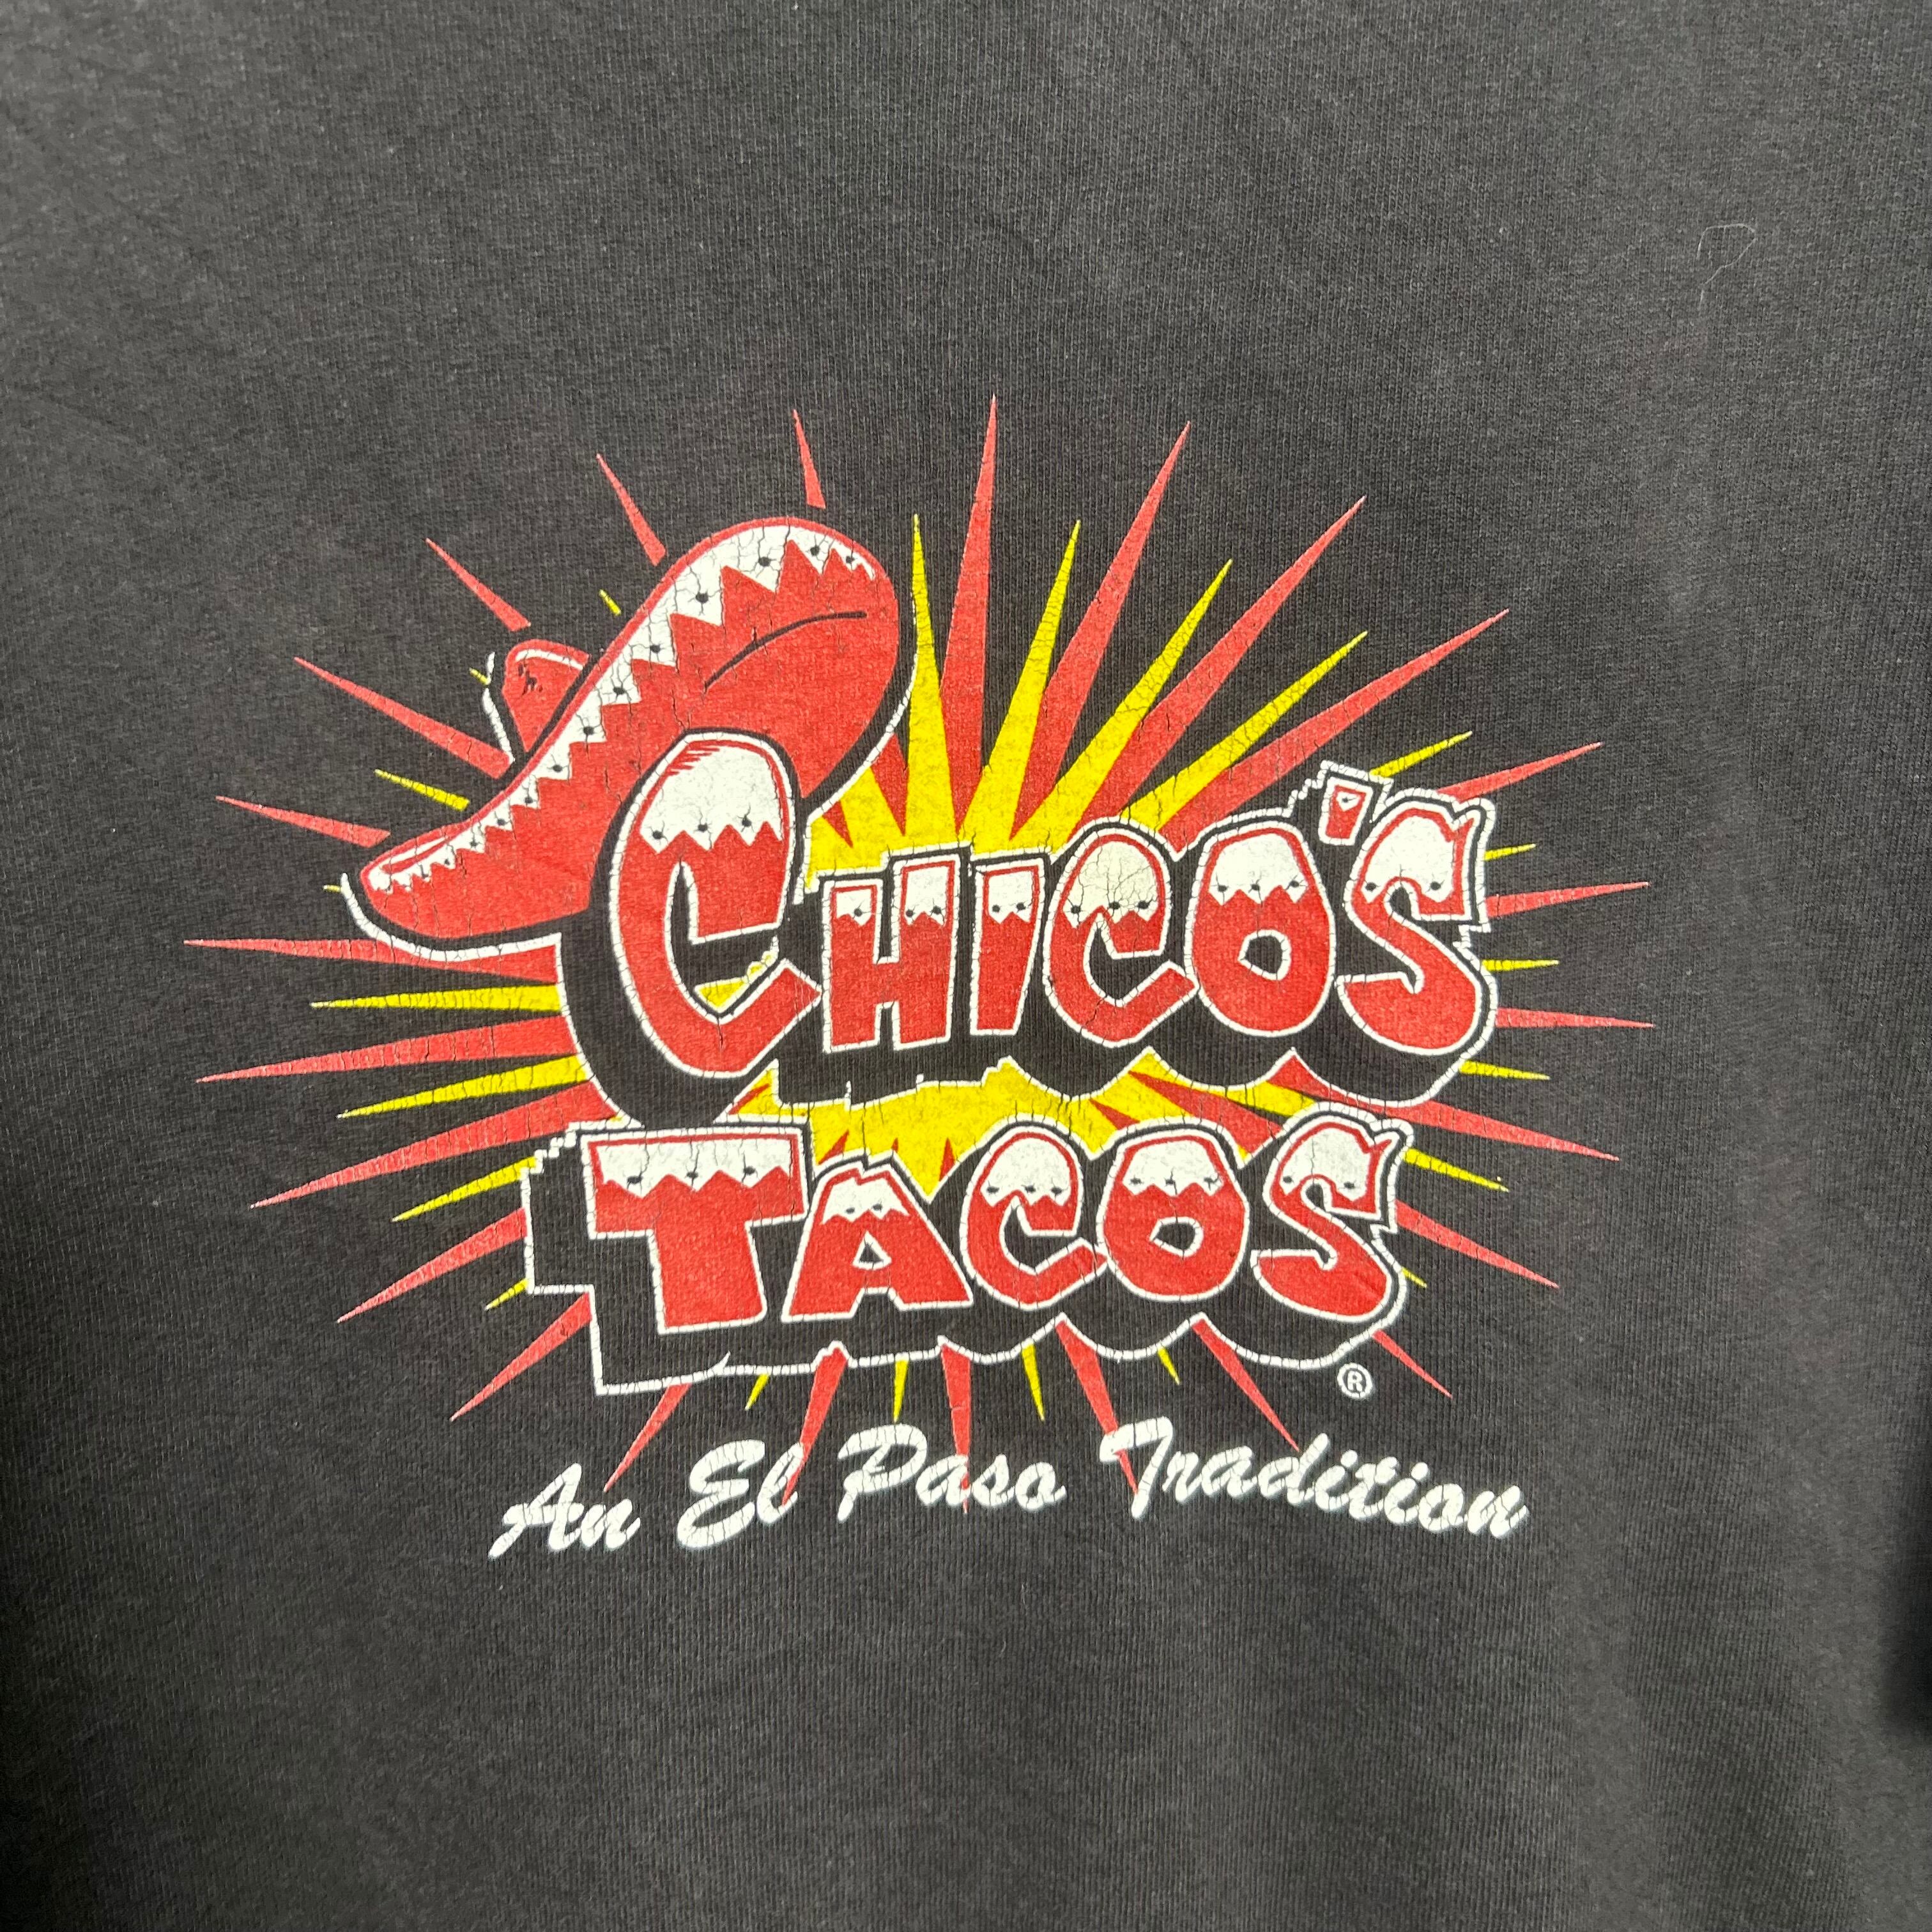 CHICO'S
TACOS
®
An El Paso Tradition